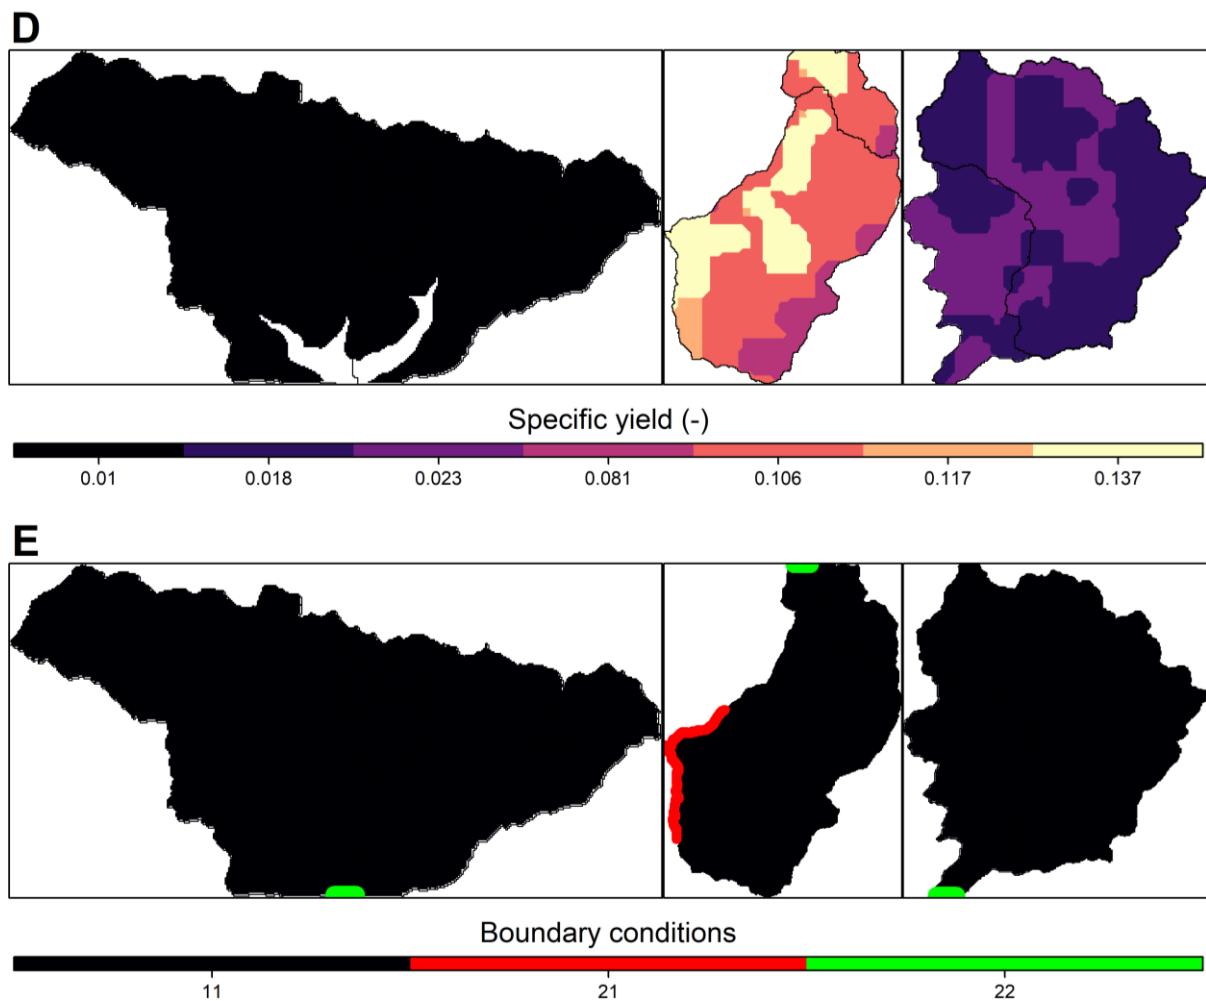 D
Specific yield (-)
0.01 0.018 0.023 0.081 0.106 0.117 0.137
E
Boundary conditions
11 21 22